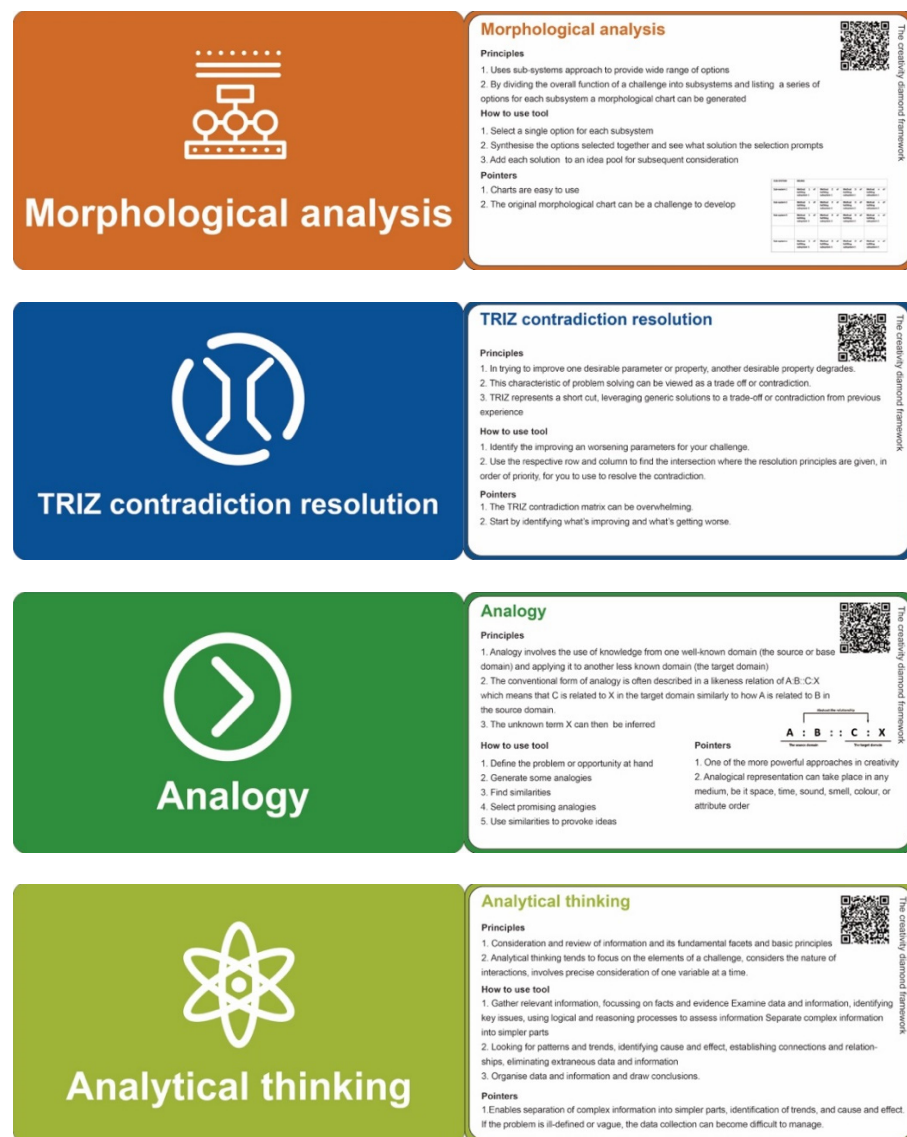 Morphological analysis
Morphological analysis
Principles
1. Uses sub-systems approach to provide wide range of options
2. By dividing the overall function of a challenge into subsystems and listing a series of
options for each subsystem a morphological chart can be generated
How to use tool
1. Select a single option for each subsystem
2. Synthesise the options selected together and see what solution the selection prompts
3. Add each solution to an idea pool for subsequent consideration
Pointers
1. Charts are easy to use
2. The original morphological chart can be a challenge to develop
The creativity diamond framework
TRIZ contradiction resolution
TRIZ contradiction resolution
Principles
1. In trying to improve one desirable parameter or property, another desirable property degrades.
2. This characteristic of problem solving can be viewed as a trade off or contradiction.
3. TRIZ represents a short cut, leveraging generic solutions to a trade-off or contradiction from previous
experience
How to use tool
1. Identify the improving an worsening parameters for your challenge.
2. Use the respective row and column to find the intersection where the resolution principles are given, in
order of priority, for you to use to resolve the contradiction.
Pointers
1. The TRIZ contradiction matrix can be overwhelming.
2. Start by identifying what's improving and what's getting worse.
The creativity diamond framework
Analogy
Analogy
Principles
1. Analogy involves the use of knowledge from one well-known domain (the source or base
domain) and applying it to another less known domain (the target domain)
2. The conventional form of analogy is often described in a likeness relation of A:B::C:X
which means that C is related to X in the target domain similarly to how A is related to B in
the source domain.
3. The unknown term X can then be inferred
A : B : : C : X
The source domain The target domain
How to use tool
1. Define the problem or opportunity at hand
2. Generate some analogies
3. Find similarities
4. Select promising analogies
5. Use similarities to provoke ideas
Pointers
1. One of the more powerful approaches in creativity
2. Analogical representation can take place in any
medium, be it space, time, sound, smell, colour, or
attribute order
The creativity diamond framework
Analytical thinking
Analytical thinking
Principles
1. Consideration and review of information and its fundamental facets and basic principles
2. Analytical thinking tends to focus on the elements of a challenge, considers the nature of
interactions, involves precise consideration of one variable at a time.
How to use tool
1. Gather relevant information, focussing on facts and evidence Examine data and information, identifying
key issues, using logical and reasoning processes to assess information Separate complex information
into simpler parts
2. Looking for patterns and trends, identifying cause and effect, establishing connections and relation-
ships, eliminating extraneous data and information
3. Organise data and information and draw conclusions.
Pointers
1.Enables separation of complex information into simpler parts, identification of trends, and cause and effect.
If the problem is ill-defined or vague, the data collection can become difficult to manage.
The creativity diamond framework